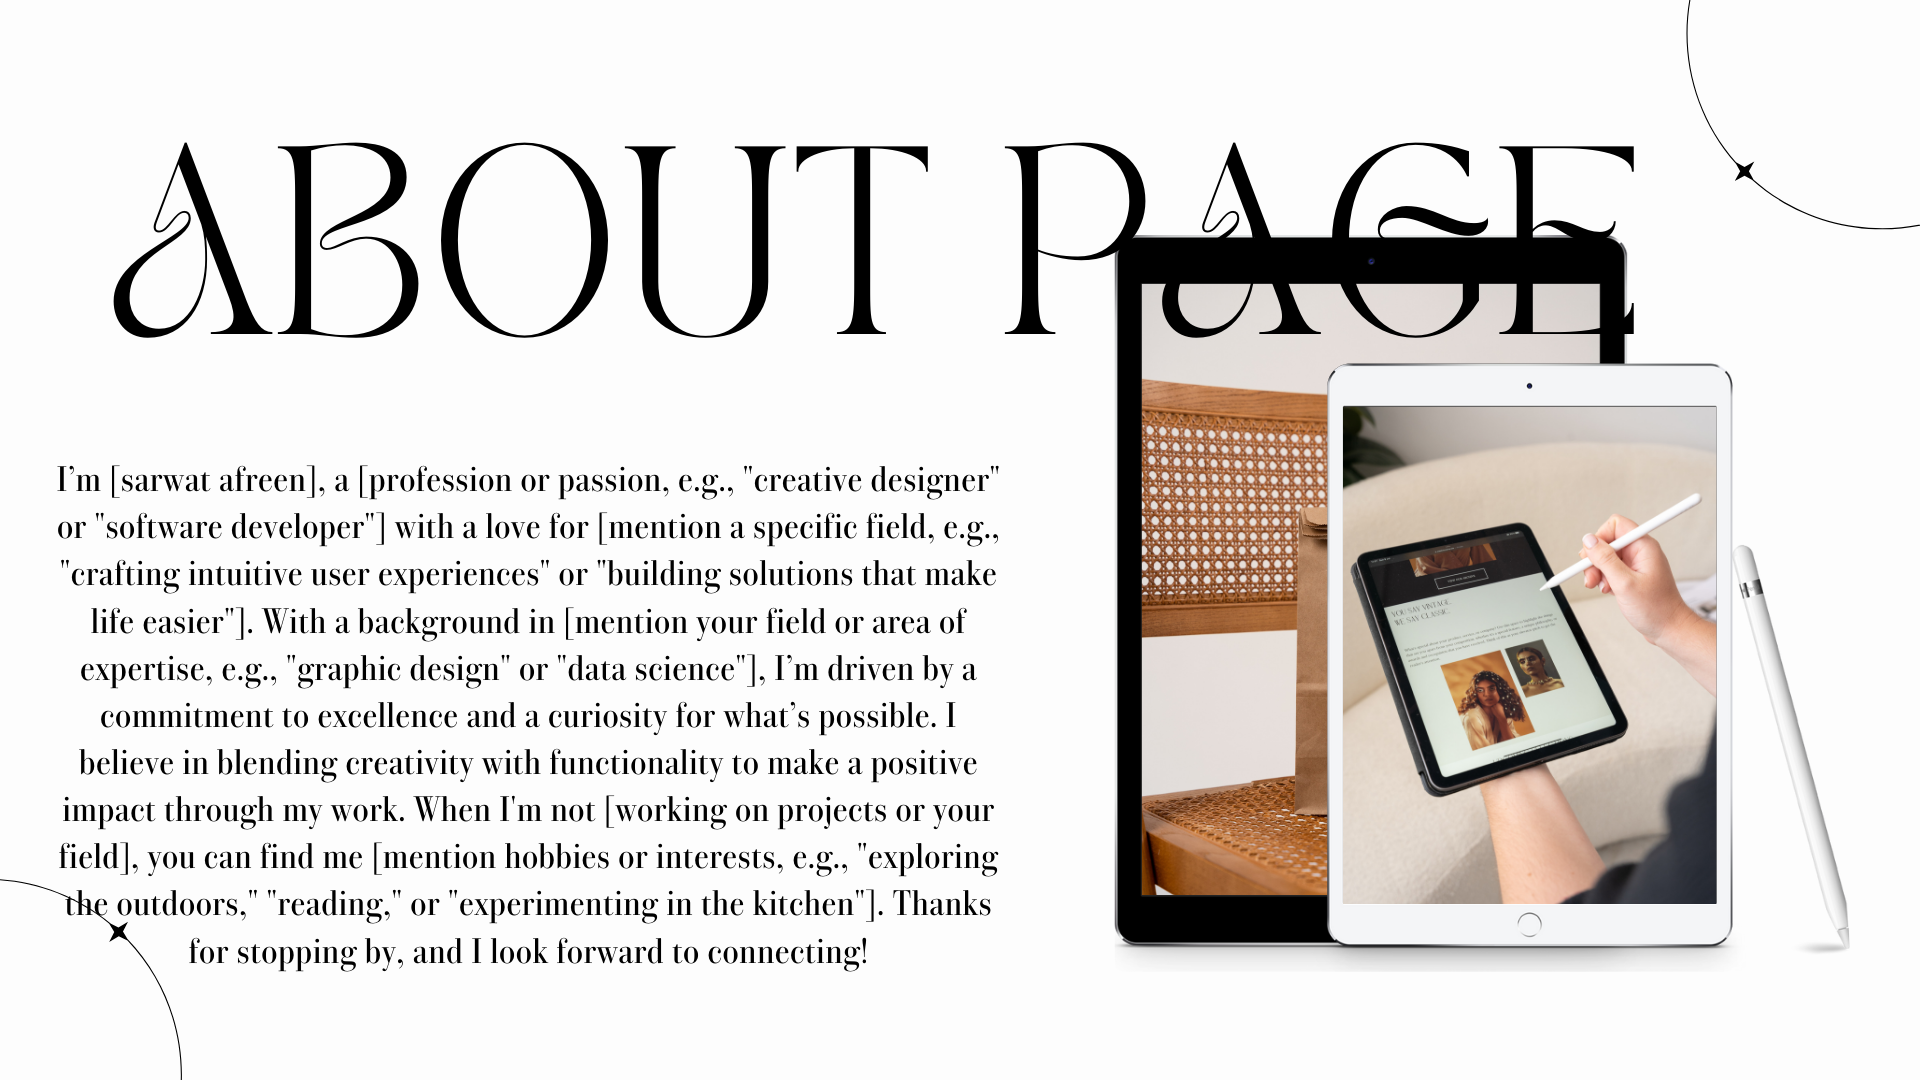 ABOUT PAGE
I’m [sarwat afreen], a [profession or passion, e.g., "creative designer"
or "software developer"] with a love for [mention a specific field, e.g.,
"crafting intuitive user experiences" or "building solutions that make
life easier"]. With a background in [mention your field or area of
expertise, e.g., "graphic design" or "data science"], I’m driven by a
commitment to excellence and a curiosity for what’s possible. I
believe in blending creativity with functionality to make a positive
impact through my work. When I'm not [working on projects or your
field], you can find me [mention hobbies or interests, e.g., "exploring
the outdoors," "reading," or "experimenting in the kitchen"]. Thanks
for stopping by, and I look forward to connecting!
YOU SAY VINTAGE,
WE SAY CLASSIC.